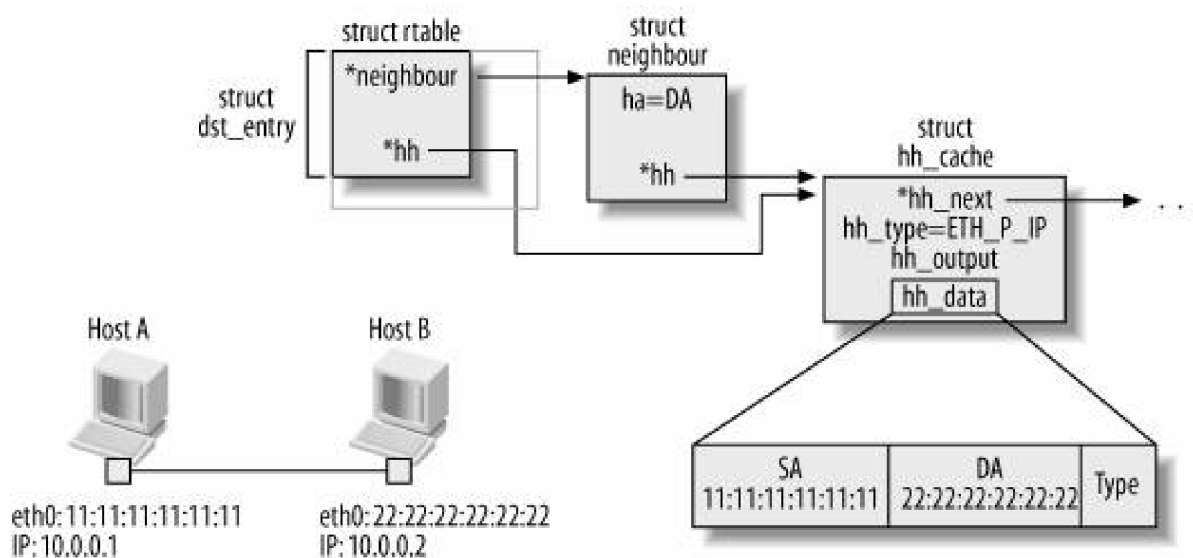 struct rtable
*neighbour
*hh
struct
dst_entry
struct
neighbour
ha=DA
*hh
struct
hh_cache
*hh_next
. .
hh_type=ETH_P_IP
hh_output
hh_data
Host A
Host B
eth0: 11:11:11:11:11:11
IP: 10.0.0.1
eth0: 22:22:22:22:22:22
IP: 10.0.0.2
SA
11:11:11:11:11:11
DA
22:22:22:22:22:22
Type